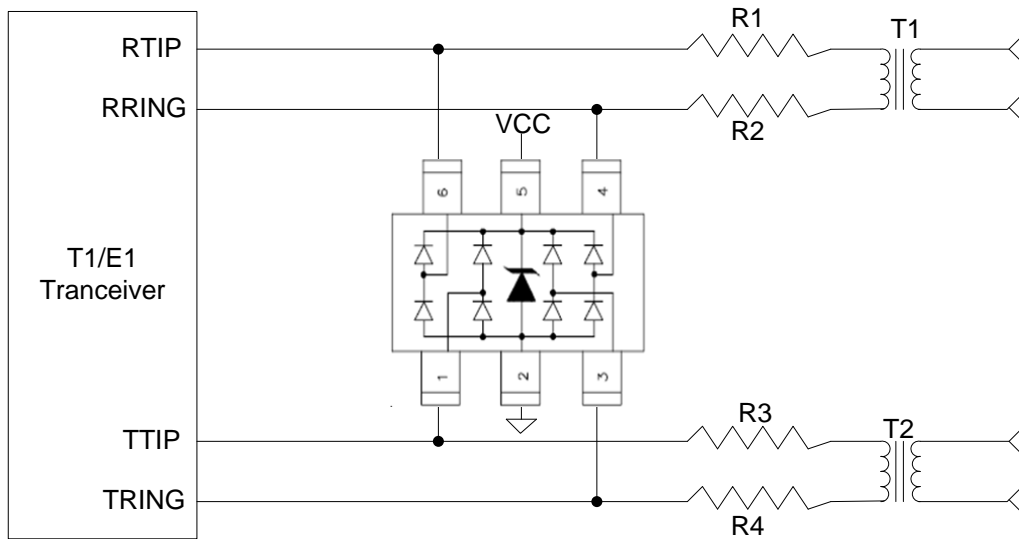 RTIP
R1
T1
RRING
R2
VCC
6
5
4
T1/E1
Tranceiver
1
2
3
TTIP
R3
T2
TRING
R4